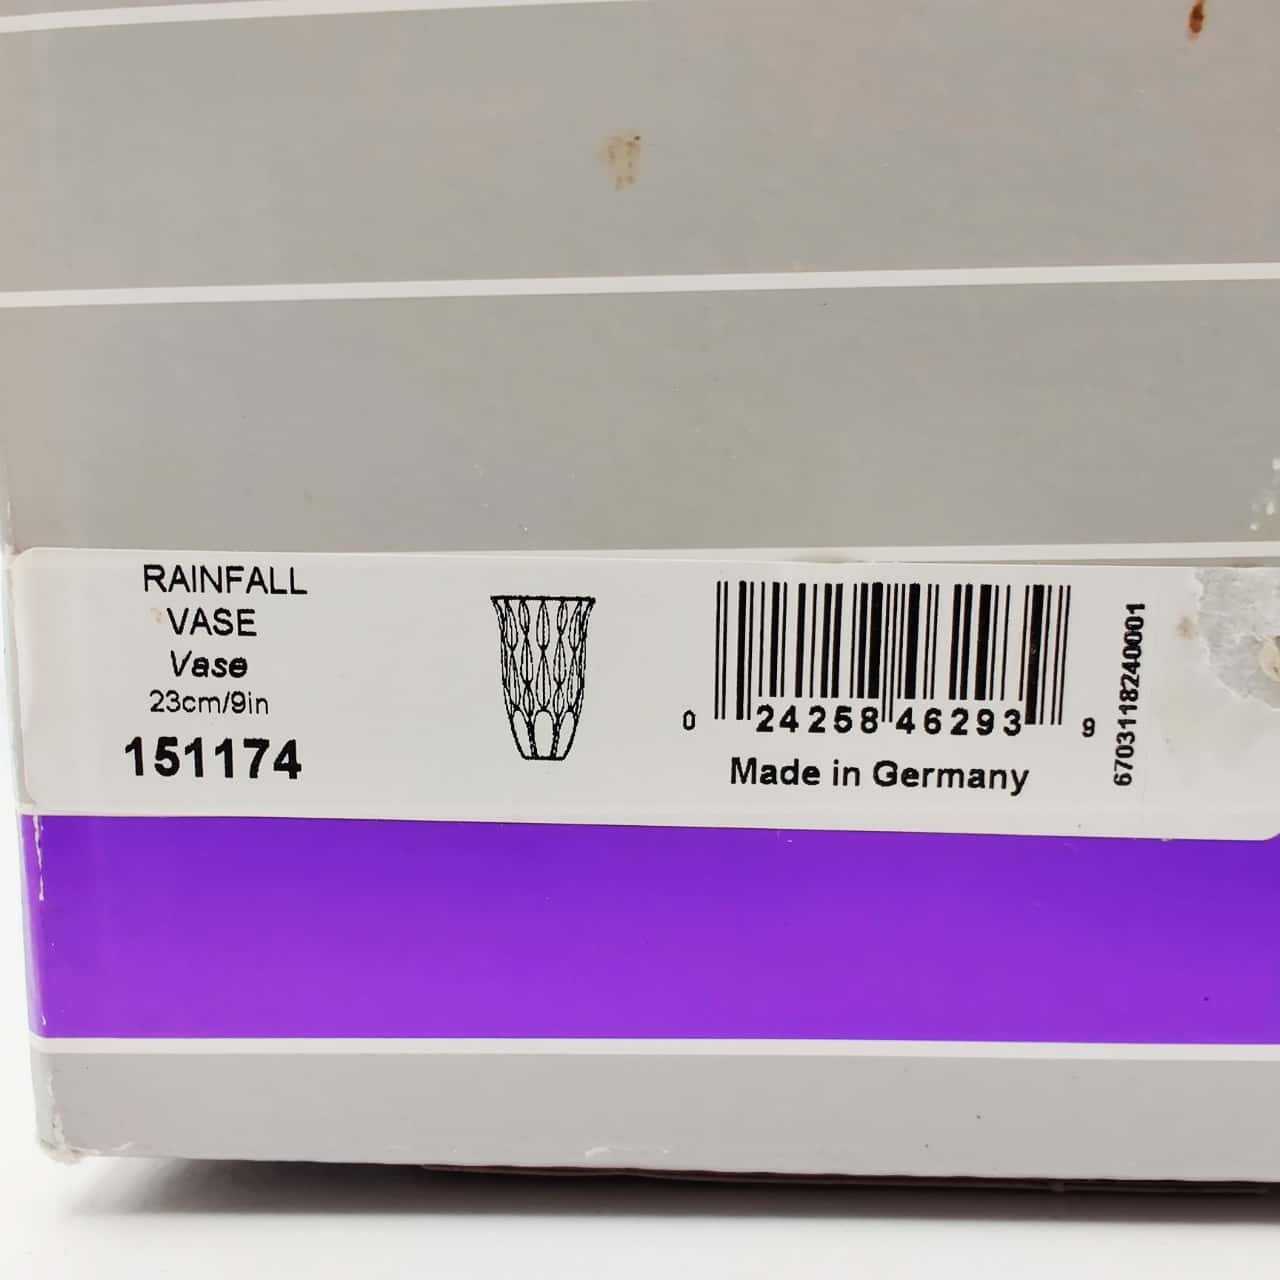 RAINFALL
VASE
Vase
23cm/9in
151174
0 24258 46293 9
Made in Germany
6703118240001